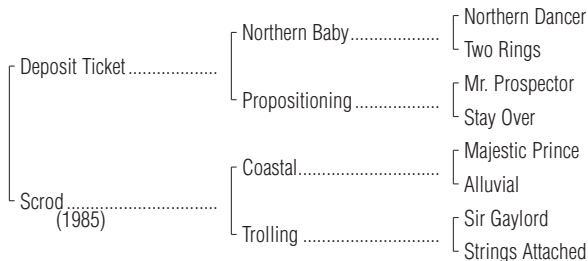 Northern Dancer
Northern Baby....................
Two Rings
Deposit Ticket....................
Mr. Prospector
Propositioning ...................
Stay Over
Majestic Prince
Coastal................................
Alluvial
Scrod..................................
(1985)
Sir Gaylord
Trolling ...............................
Strings Attached